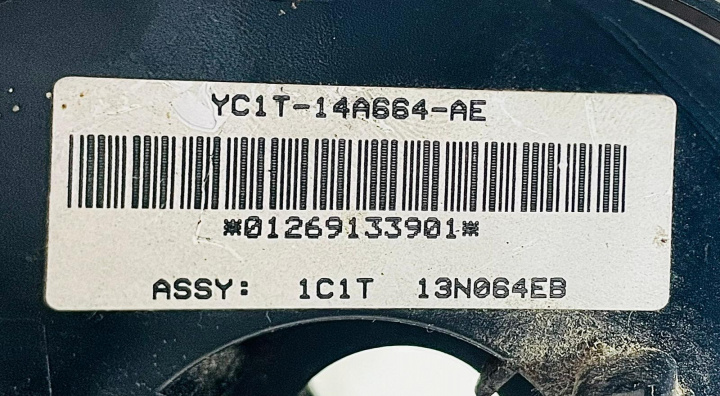 YC1T-14A664-AE
*01269133901*
ASSY: 1C1T 13N064EB